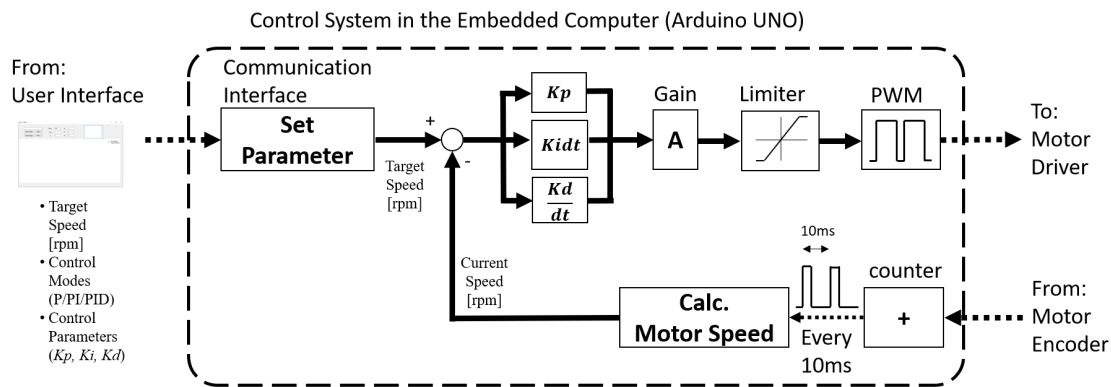 Control System in the Embedded Computer (Arduino UNO)
From:
User Interface
• Target
Speed
[rpm]
• Control
Modes
(P/PI/PID)
• Control
Parameters
(Kp, Ki, Kd)
Communication
Interface
Set
Parameter
+
-
Target
Speed
[rpm]
Kp
Kidt
Kd
dt
Gain
A
Limiter
PWM
To:
Motor
Driver
Current
Speed
[rpm]
Calc.
Motor Speed
10ms
Every
10ms
counter
+
From:
Motor
Encoder